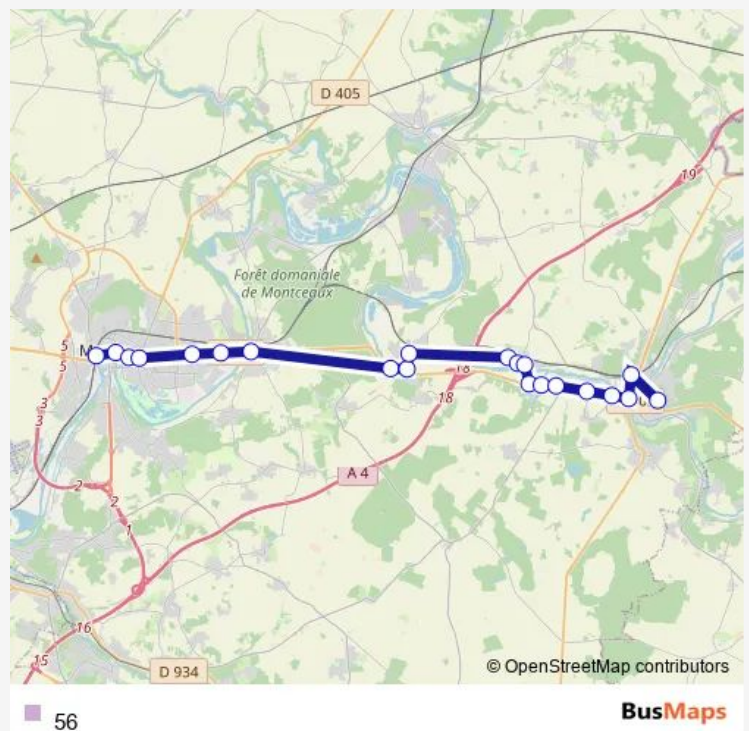 D 405
19
Forêt domaniale
de Montceaux
5
5
M
18
3
3
18
2
A 4
2
1
16
15
D 934
© OpenStreetMap contributors
56
BusMaps